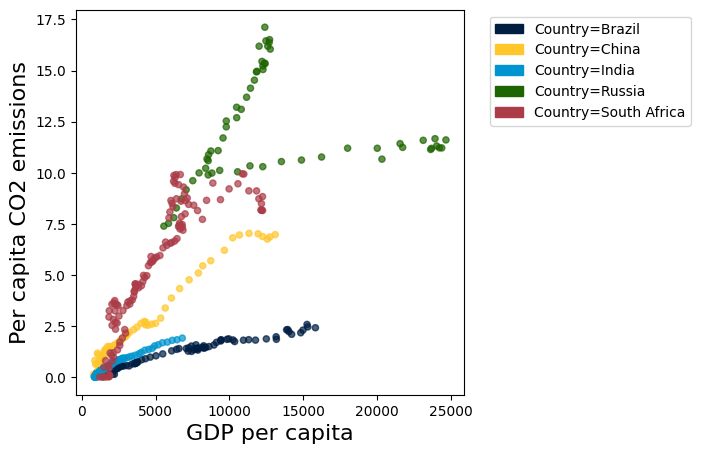 17.5
15.0
12.5
10.0
7.5
5.0
2.5
0.0
Per capita CO2 emissions
0
5000
10000
15000
20000
25000
GDP per capita
Country=Brazil
Country=China
Country=India
Country=Russia
Country=South Africa